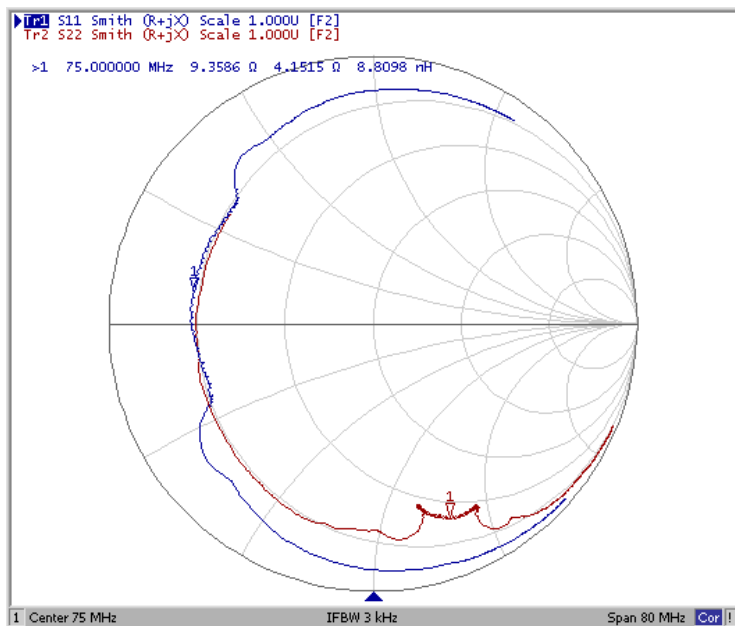 Tr1 S11 Smith (R+jX) Scale 1.000U [F2]
Tr2 S22 Smith (R+jX) Scale 1.000U [F2]
>1 75.000000 MHz 9.3586 Ω 4.1515 Ω 8.8098 nH
1
1
1 Center 75 MHz IFBW 3 kHz Span 80 MHz Cor !